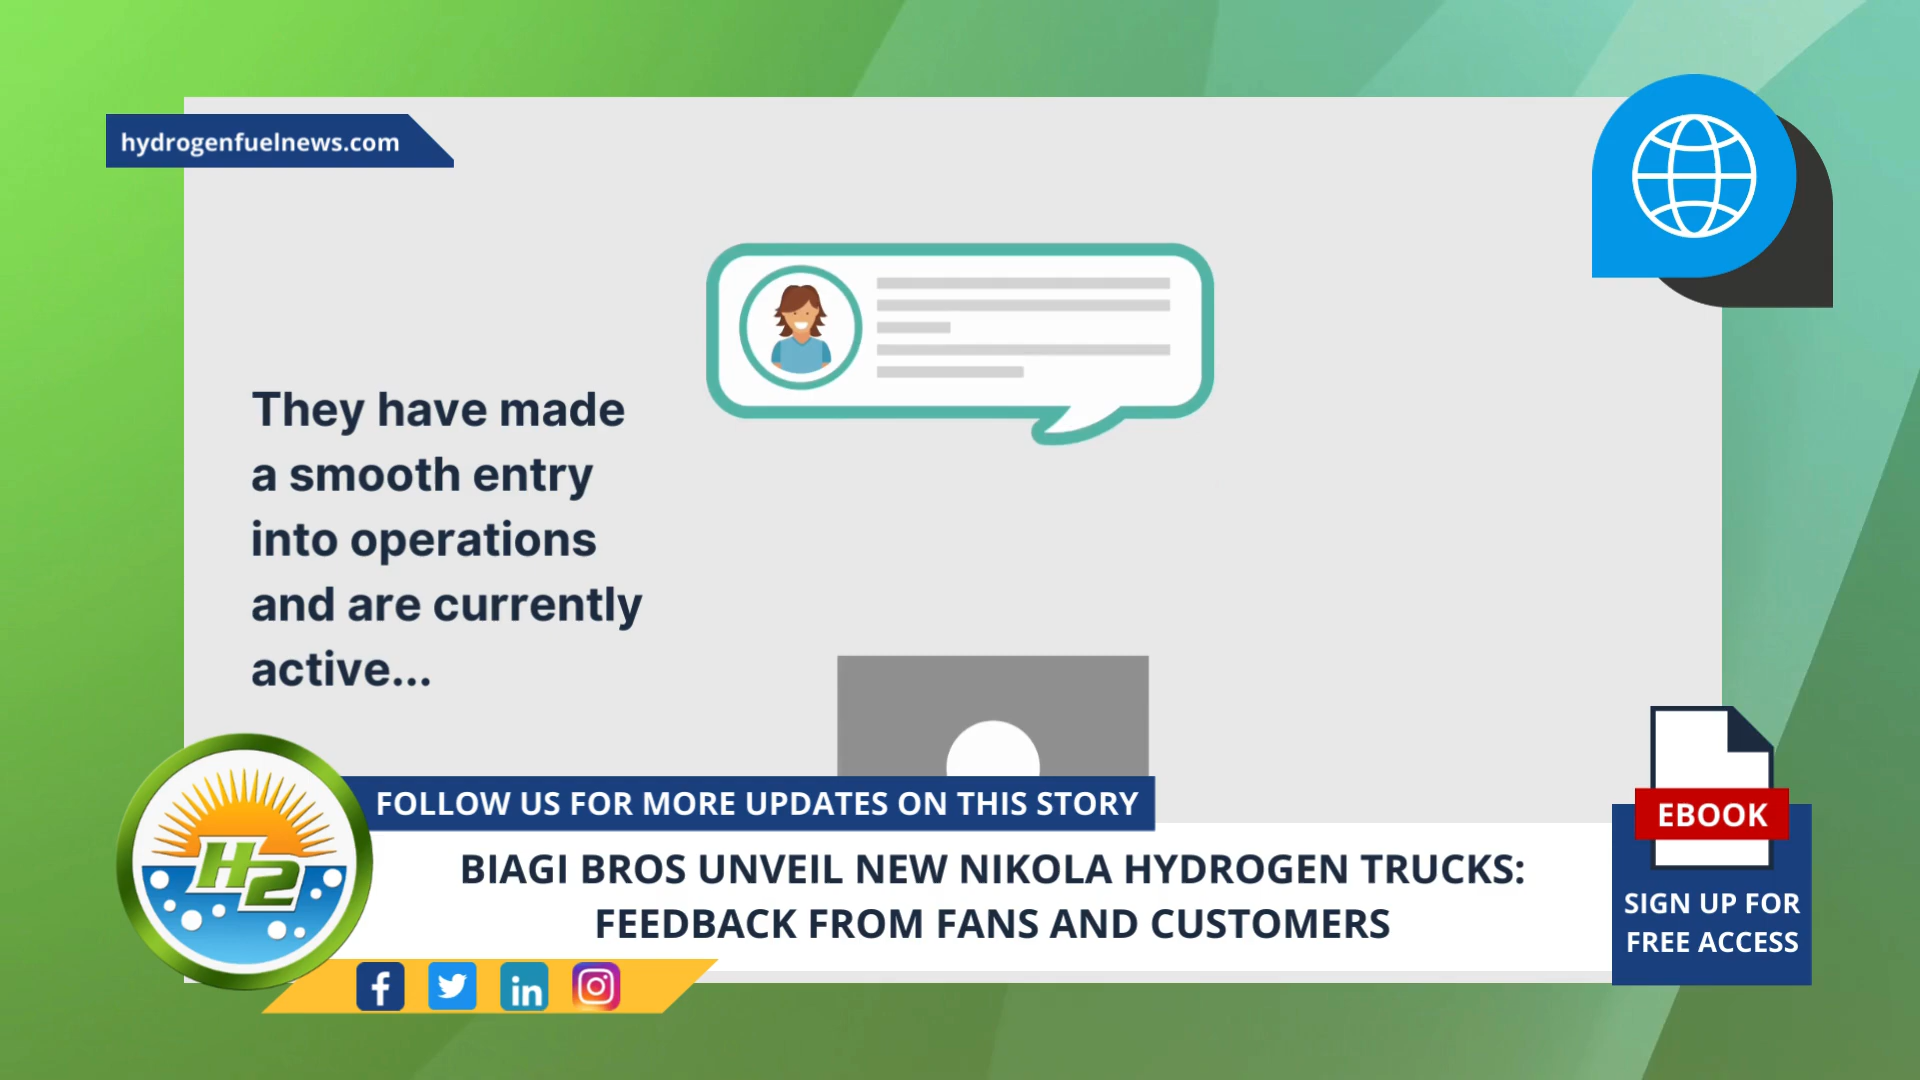 hydrogenfuelnews.com
They have made
a smooth entry
into operations
and are currently
active...
H2
FOLLOW US FOR MORE UPDATES ON THIS STORY
BIAGI BROS UNVEIL NEW NIKOLA HYDROGEN TRUCKS:
FEEDBACK FROM FANS AND CUSTOMERS
EBOOK
SIGN UP FOR
FREE ACCESS